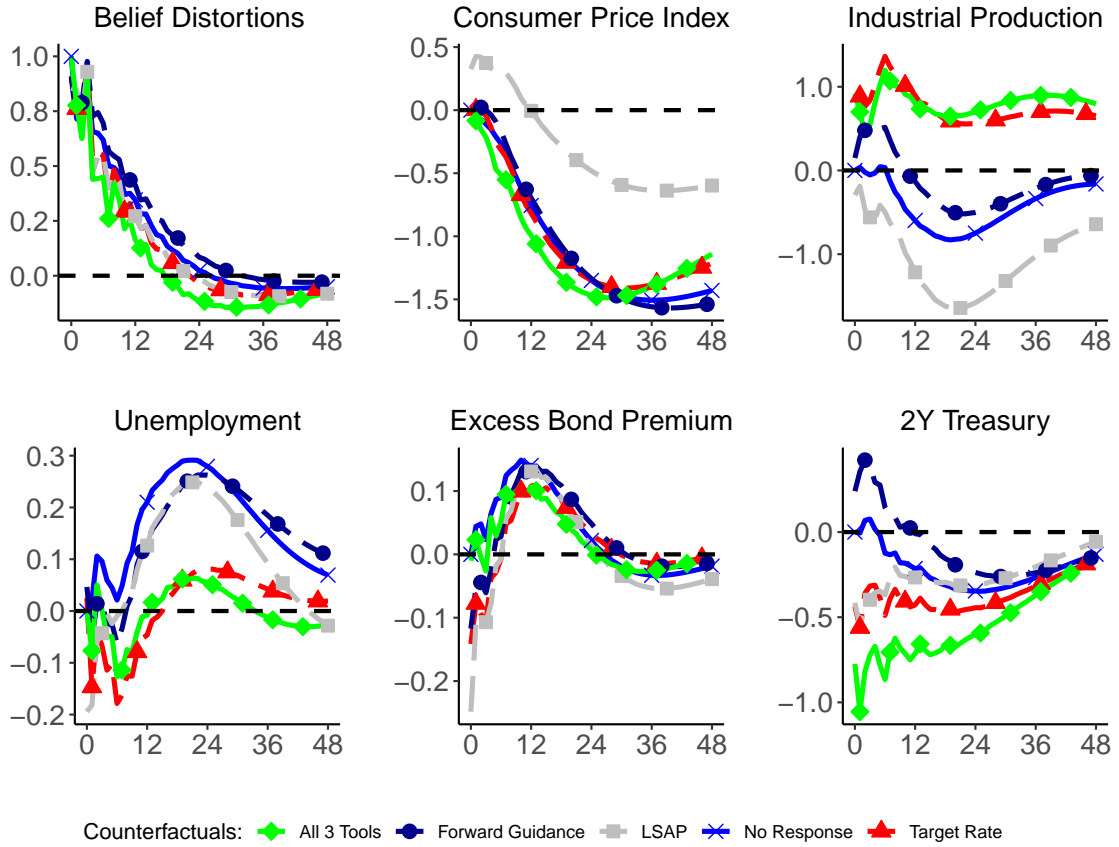 Belief Distortions Consumer Price Index Industrial Production
1.0
0.8
0.5
0.2
0.0
0 12 24 36 48
0.5
0.0
−0.5
−1.0
−1.5
0 12 24 36 48
1.0
0.0
−1.0
0 12 24 36 48
Unemployment Excess Bond Premium 2Y Treasury
0.3
0.2
0.1
0.0
−0.1
−0.2
0 12 24 36 48
0.1
0.0
−0.1
−0.2
0 12 24 36 48
0.0
−0.5
−1.0
0 12 24 36 48
Counterfactuals: All 3 Tools Forward Guidance LSAP No Response Target Rate